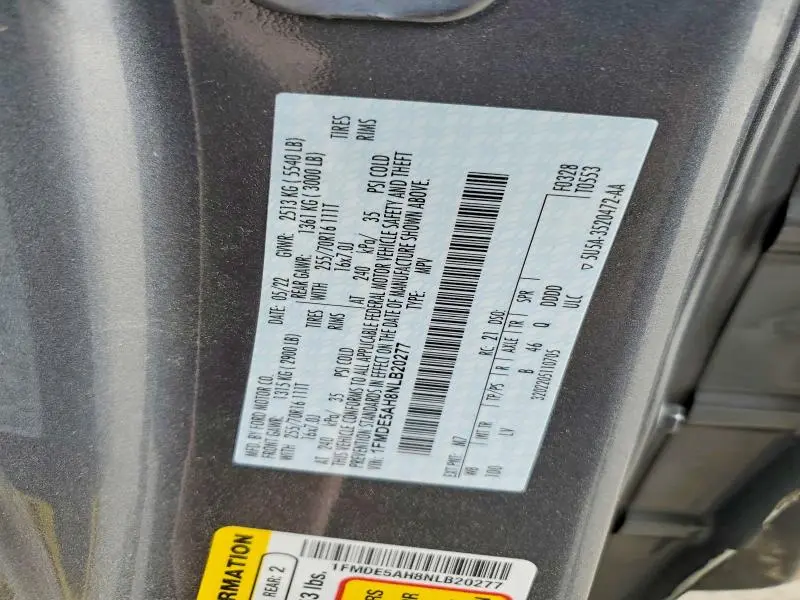 MFD. BY FORD MOTOR CO.
DATE: 05/22 GVWR: 2513 KG ( 5540 LB)
FRONT GAWR: 1315 KG ( 2900 LB) REAR GAWR: 1361 KG ( 3000 LB)
255/70R16 111T TIRES WITH 255/70R16 111T TIRES
16x7.0J RIMS 16x7.0J RIMS
AT 240 kPa/ 35 PSI COLD AT 240 kPa/ 35 PSI COLD
THIS VEHICLE CONFORMS TO ALL APPLICABLE FEDERAL MOTOR VEHICLE SAFETY AND THEFT
PREVENTION STANDARDS IN EFFECT ON THE DATE OF MANUFACTURE SHOWN ABOVE.
VIN: 1FMDE5AH8NLB20277 TYPE: MPV
F0328
T0553
EXT PNT: M7 RC: 21 DSO:
WB INT TR TP/PS R AXLE TR SPR
100 LV B 46 Q DDDD
3202205110705 ULC
5U5A-3520472-AA
RMATION
REAR: 2
3 lbs.
1FMDE5AH8NLB20277